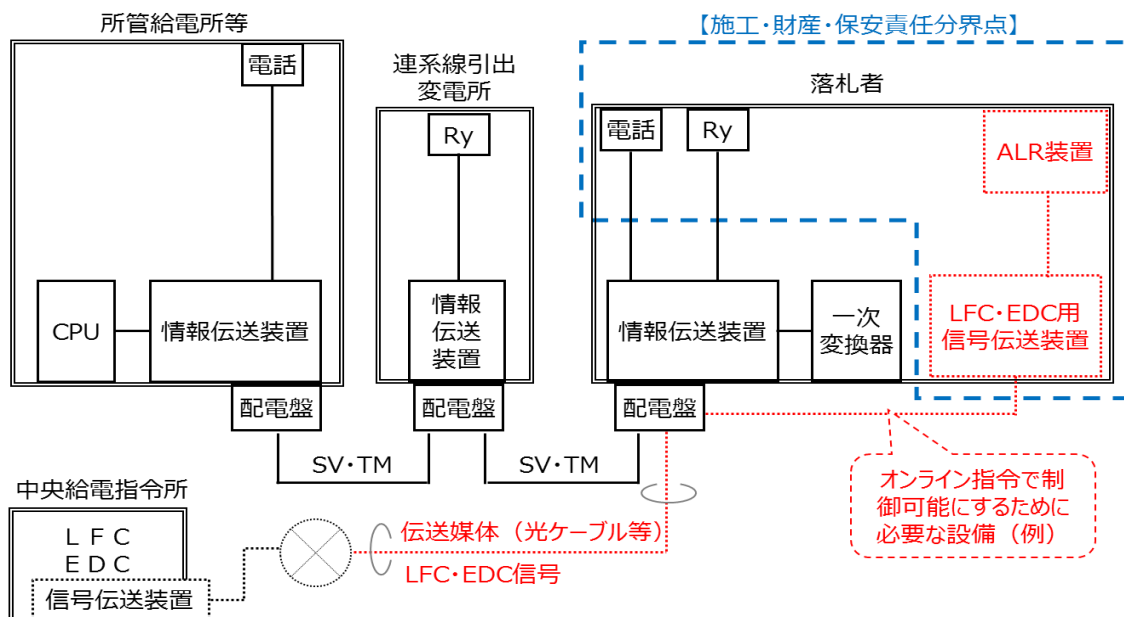 所管給電所等
電話
CPU
情報伝送装置
配電盤
連系線引出
変電所
Ry
情報
伝送
装置
配電盤
【施工・財産・保安責任分界点】
落札者
電話
Ry
ALR装置
情報伝送装置
一次
変換器
LFC・EDC用
信号伝送装置
配電盤
SV・TM
SV・TM
オンライン指令で制
御可能にするために
必要な設備（例）
中央給電指令所
ＬＦＣ
ＥＤＣ
信号伝送装置
伝送媒体（光ケーブル等）
LFC・EDC信号